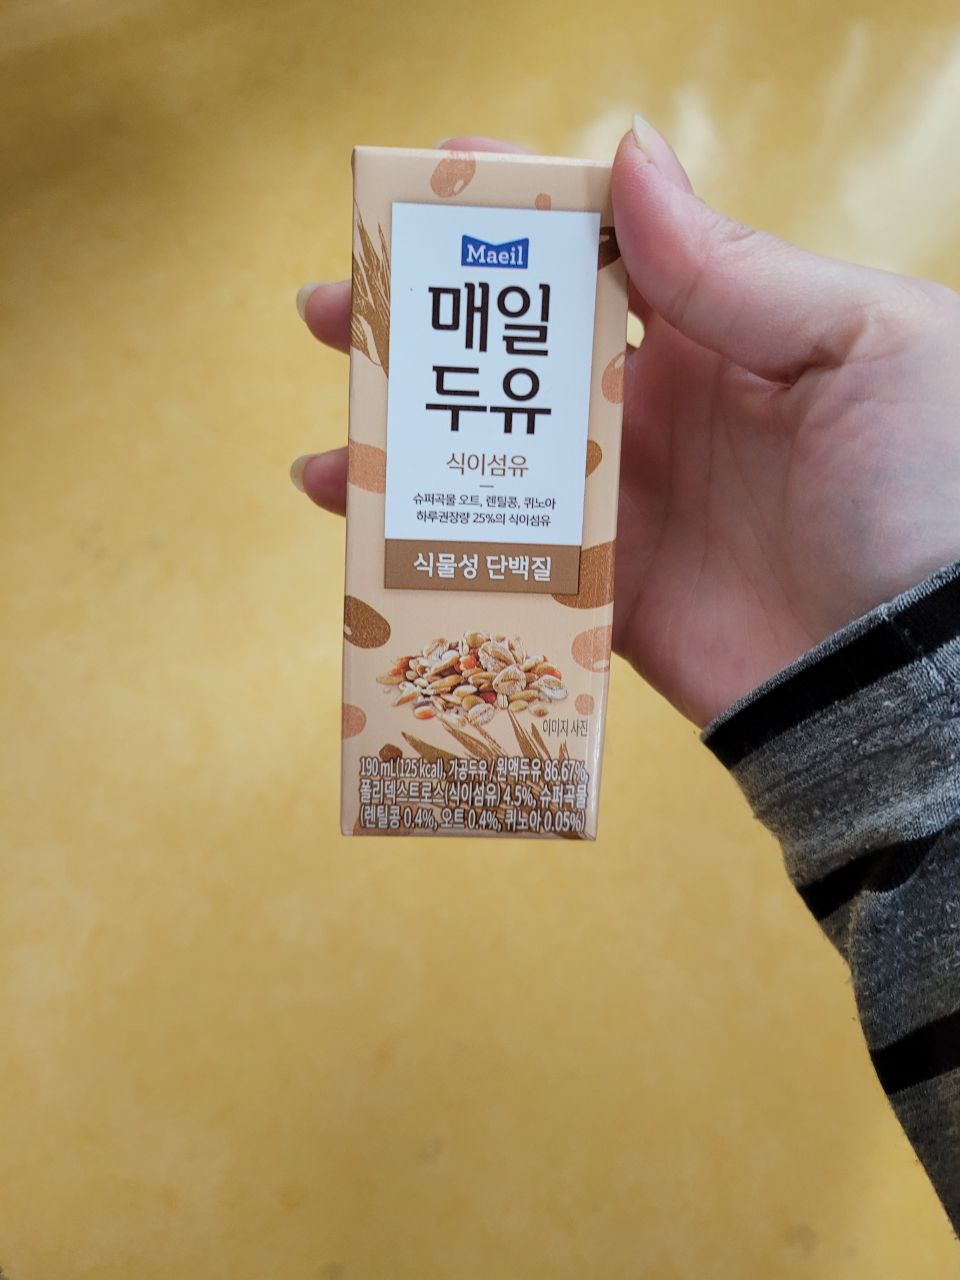 Maeil
매일
두유
식이섬유
슈퍼곡물 오트, 렌틸콩, 퀴노아
하루권장량 25%의 식이섬유
식물성 단백질
이미지 사진
190 mL(125 kcal), 가공두유 / 원액두유 86.67%,
폴리덱스트로스(식이섬유) 4.5%, 슈퍼곡물
(렌틸콩 0.4%, 오트 0.4%, 퀴노아 0.05%)